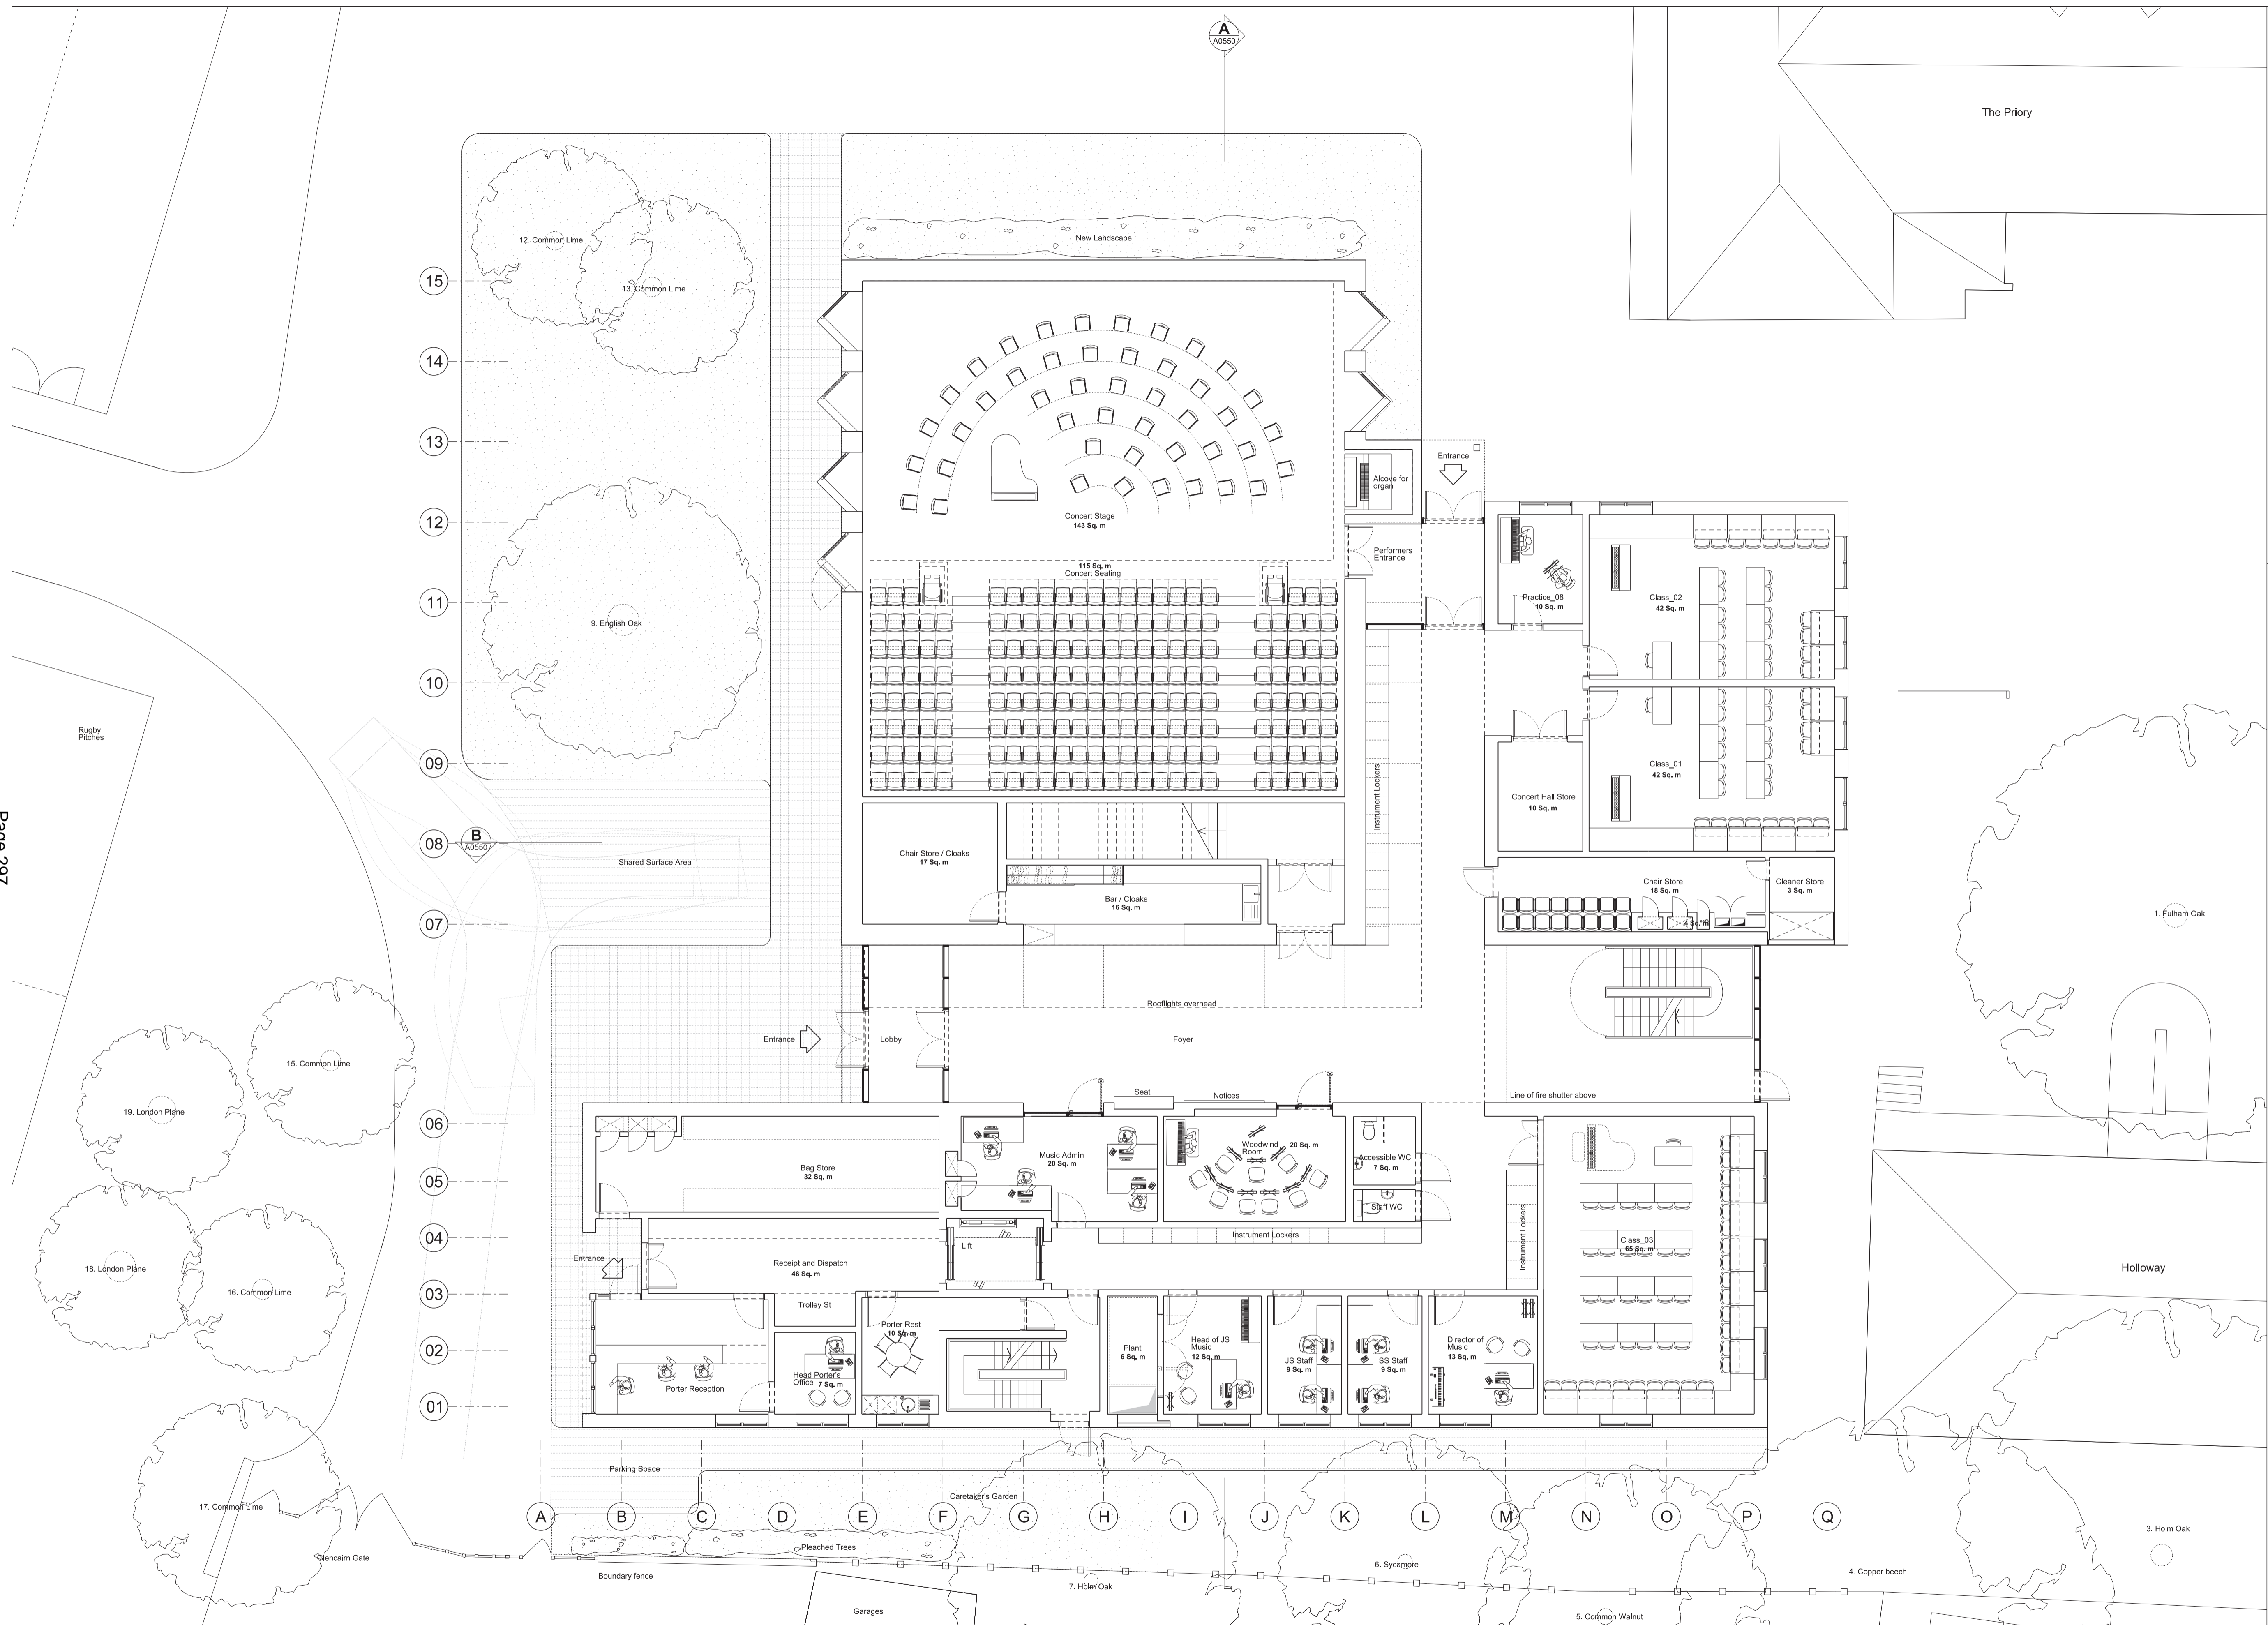 A
A0550
The Priory
12. Common LIme
New Landscape
15
13. Common Lime
14
13
Entrance
Alcove for
organ
12
Concert Stage
143 Sq. m
Performers
Entrance
115 Sq. m
Concert Seating
11
Practice_08
10 Sq. m
Class_02
42 Sq. m
9. English Oak
10
Rugby
Pitches
09
Class_01
42 Sq. m
Concert Hall Store
10 Sq. m
Instrument Lockers
Page 297
08
B
A0550
Shared Surface Area
Chair Store / Cloaks
17 Sq. m
Chair Store
18 Sq. m
Cleaner Store
3 Sq. m
Bar / Cloaks
16 Sq. m
07
4 Sq. m
1. Fulham Oak
Rooflights overhead
Entrance
Lobby
Foyer
15. Common Lime
Seat
Notices
Line of fire shutter above
19. London Plane
06
Woodwind
Room
20 Sq. m
Music Admin
20 Sq. m
Accessible WC
7 Sq. m
Bag Store
32 Sq. m
05
Staff WC
04
Instrument Lockers
Instrument Lockers
Lift
Class_03
65 Sq. m
Entrance
18. London Plane
Receipt and Dispatch
46 Sq. m
Holloway
16. Common Lime
03
Trolley St
Porter Rest
10 Sq. m
02
Plant
6 Sq. m
Head of JS
Music
12 Sq. m
JS Staff
9 Sq. m
SS Staff
9 Sq. m
Director of
Music
13 Sq. m
Head Porter's
Office 7 Sq. m
Porter Reception
01
Parking Space
Caretaker's Garden
17. Common Lime
A
B
C
D
E
F
G
H
I
J
K
L
M
N
O
P
Q
3. Holm Oak
Pleached Trees
Glencairn Gate
Boundary fence
6. Sycamore
4. Copper beech
7. Holm Oak
Garages
5. Common Walnut